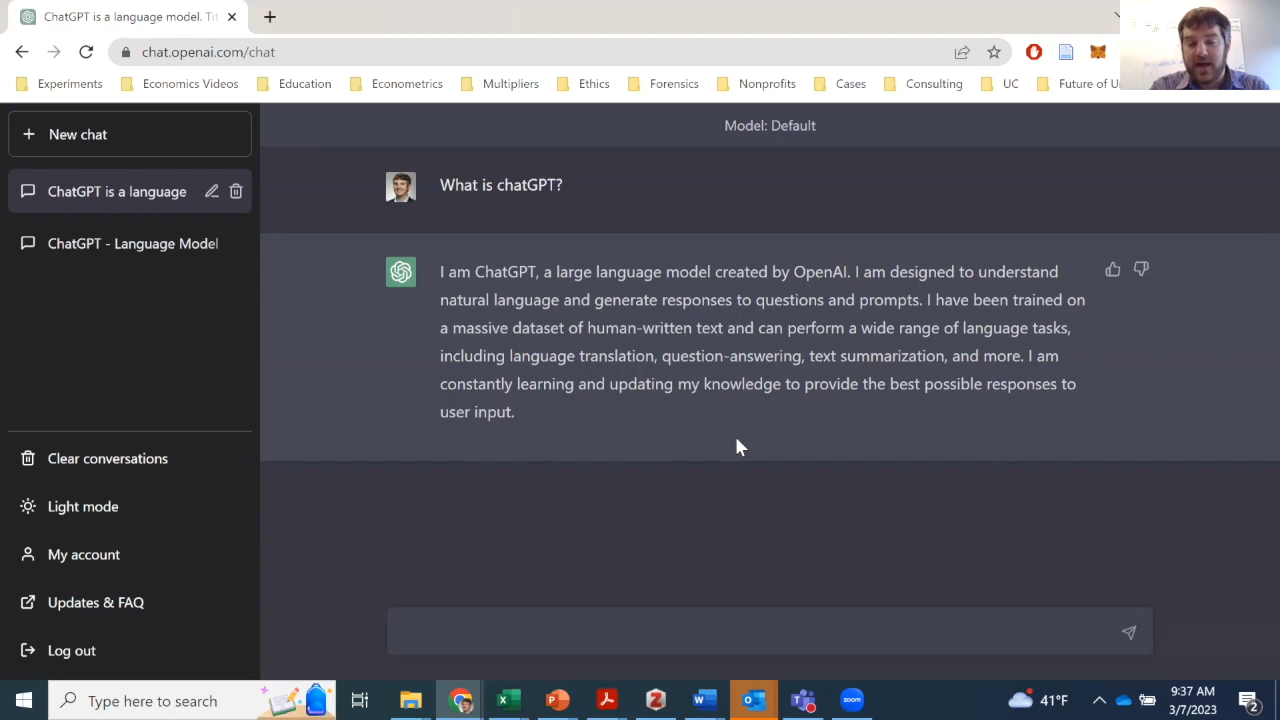 ChatGPT is a language model. Ti
chat.openai.com/chat
Experiments Economics Videos Education Econometrics Multipliers Ethics Forensics Nonprofits Cases Consulting UC Future of U
New chat
ChatGPT is a language
ChatGPT - Language Model
Clear conversations
Light mode
My account
Updates & FAQ
Log out
Model: Default
What is chatGPT?
I am ChatGPT, a large language model created by OpenAI. I am designed to understand
natural language and generate responses to questions and prompts. I have been trained on
a massive dataset of human-written text and can perform a wide range of language tasks,
including language translation, question-answering, text summarization, and more. I am
constantly learning and updating my knowledge to provide the best possible responses to
user input.
Type here to search
41°F
9:37 AM
3/7/2023
2
zoom